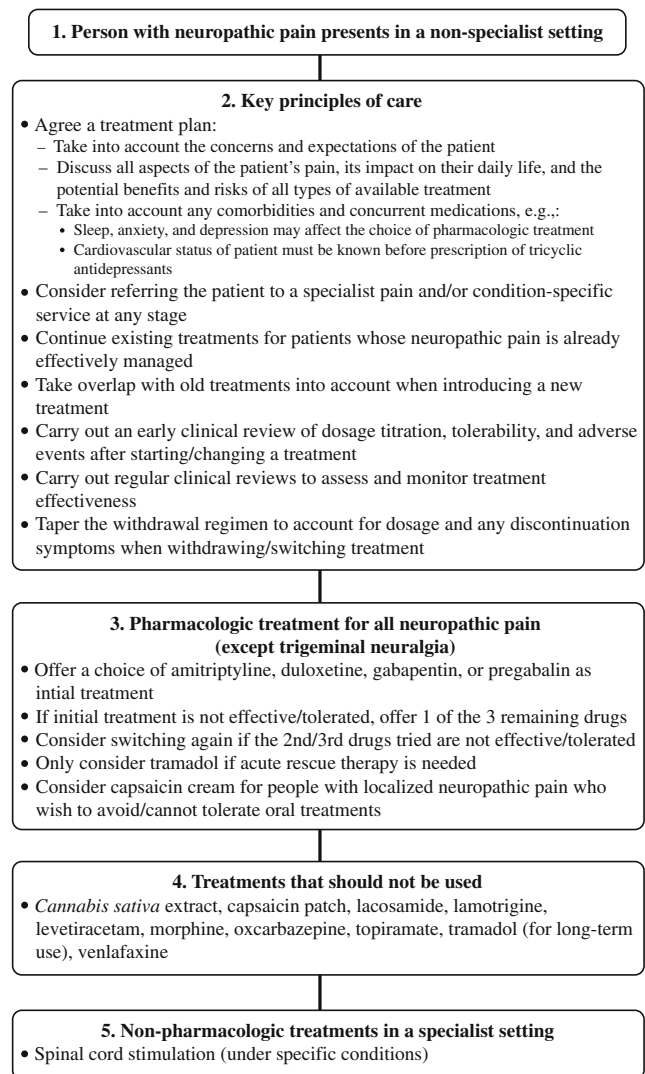 1. Person with neuropathic pain presents in a non-specialist setting
2. Key principles of care
• Agree a treatment plan:
– Take into account the concerns and expectations of the patient
– Discuss all aspects of the patient's pain, its impact on their daily life, and the
potential benefits and risks of all types of available treatment
– Take into account any comorbidities and concurrent medications, e.g.,:
• Sleep, anxiety, and depression may affect the choice of pharmacologic treatment
• Cardiovascular status of patient must be known before prescription of tricyclic
antidepressants
• Consider referring the patient to a specialist pain and/or condition-specific
service at any stage
• Continue existing treatments for patients whose neuropathic pain is already
effectively managed
• Take overlap with old treatments into account when introducing a new
treatment
• Carry out an early clinical review of dosage titration, tolerability, and adverse
events after starting/changing a treatment
• Carry out regular clinical reviews to assess and monitor treatment
effectiveness
• Taper the withdrawal regimen to account for dosage and any discontinuation
symptoms when withdrawing/switching treatment
3. Pharmacologic treatment for all neuropathic pain
(except trigeminal neuralgia)
• Offer a choice of amitriptyline, duloxetine, gabapentin, or pregabalin as
intial treatment
• If initial treatment is not effective/tolerated, offer 1 of the 3 remaining drugs
• Consider switching again if the 2nd/3rd drugs tried are not effective/tolerated
• Only consider tramadol if acute rescue therapy is needed
• Consider capsaicin cream for people with localized neuropathic pain who
wish to avoid/cannot tolerate oral treatments
4. Treatments that should not be used
• Cannabis sativa extract, capsaicin patch, lacosamide, lamotrigine,
levetiracetam, morphine, oxcarbazepine, topiramate, tramadol (for long-term
use), venlafaxine
5. Non-pharmacologic treatments in a specialist setting
• Spinal cord stimulation (under specific conditions)